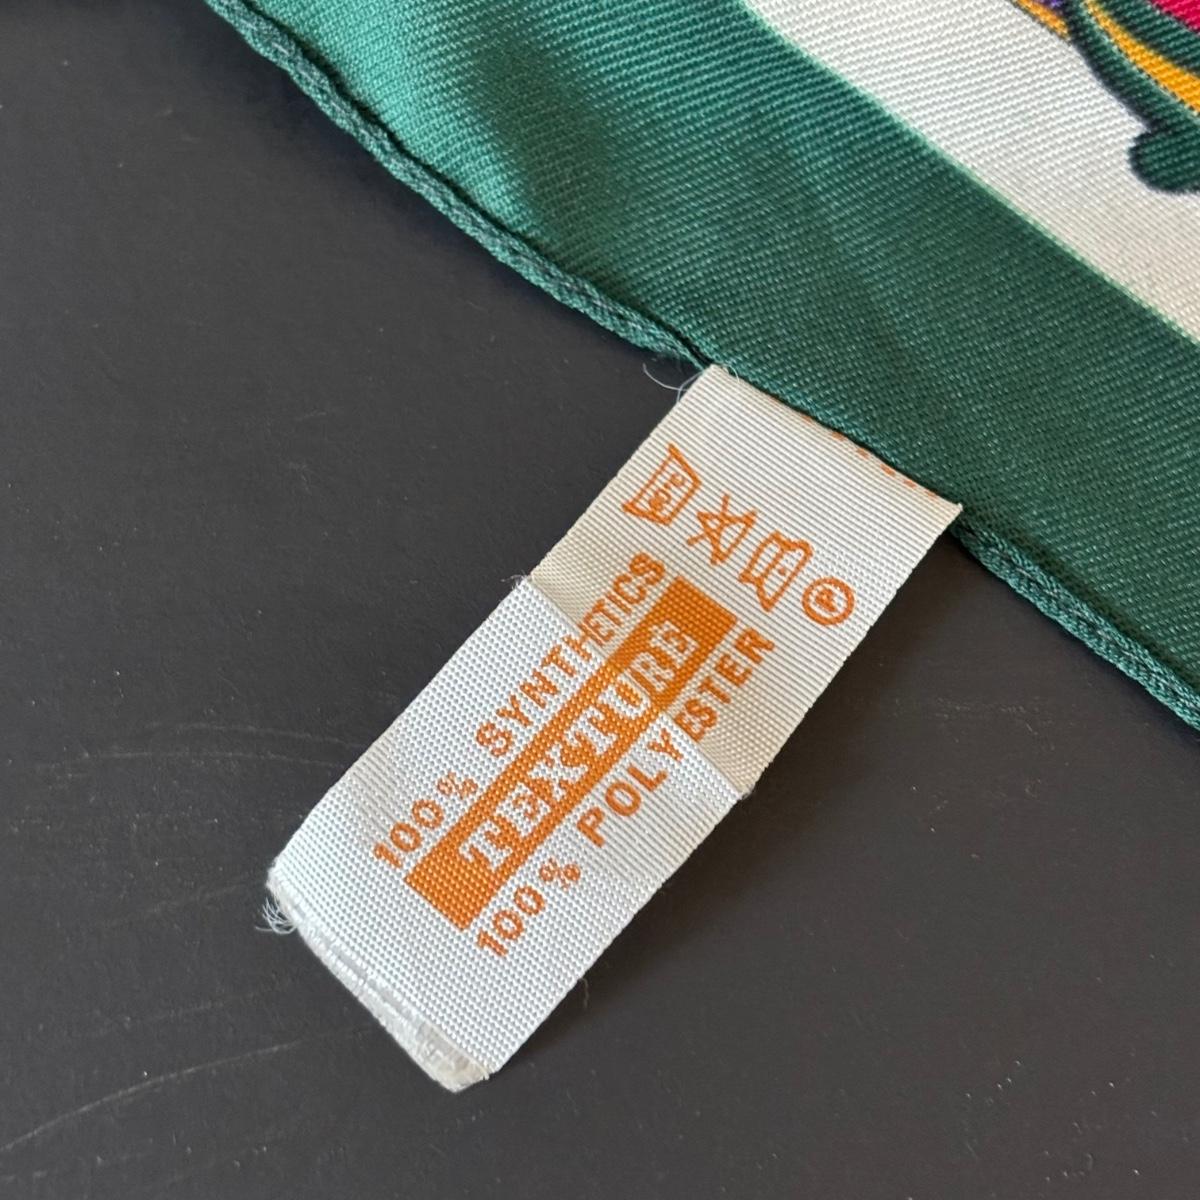 100% SYNTHETICS
TEXTURE
100% POLYESTER
P